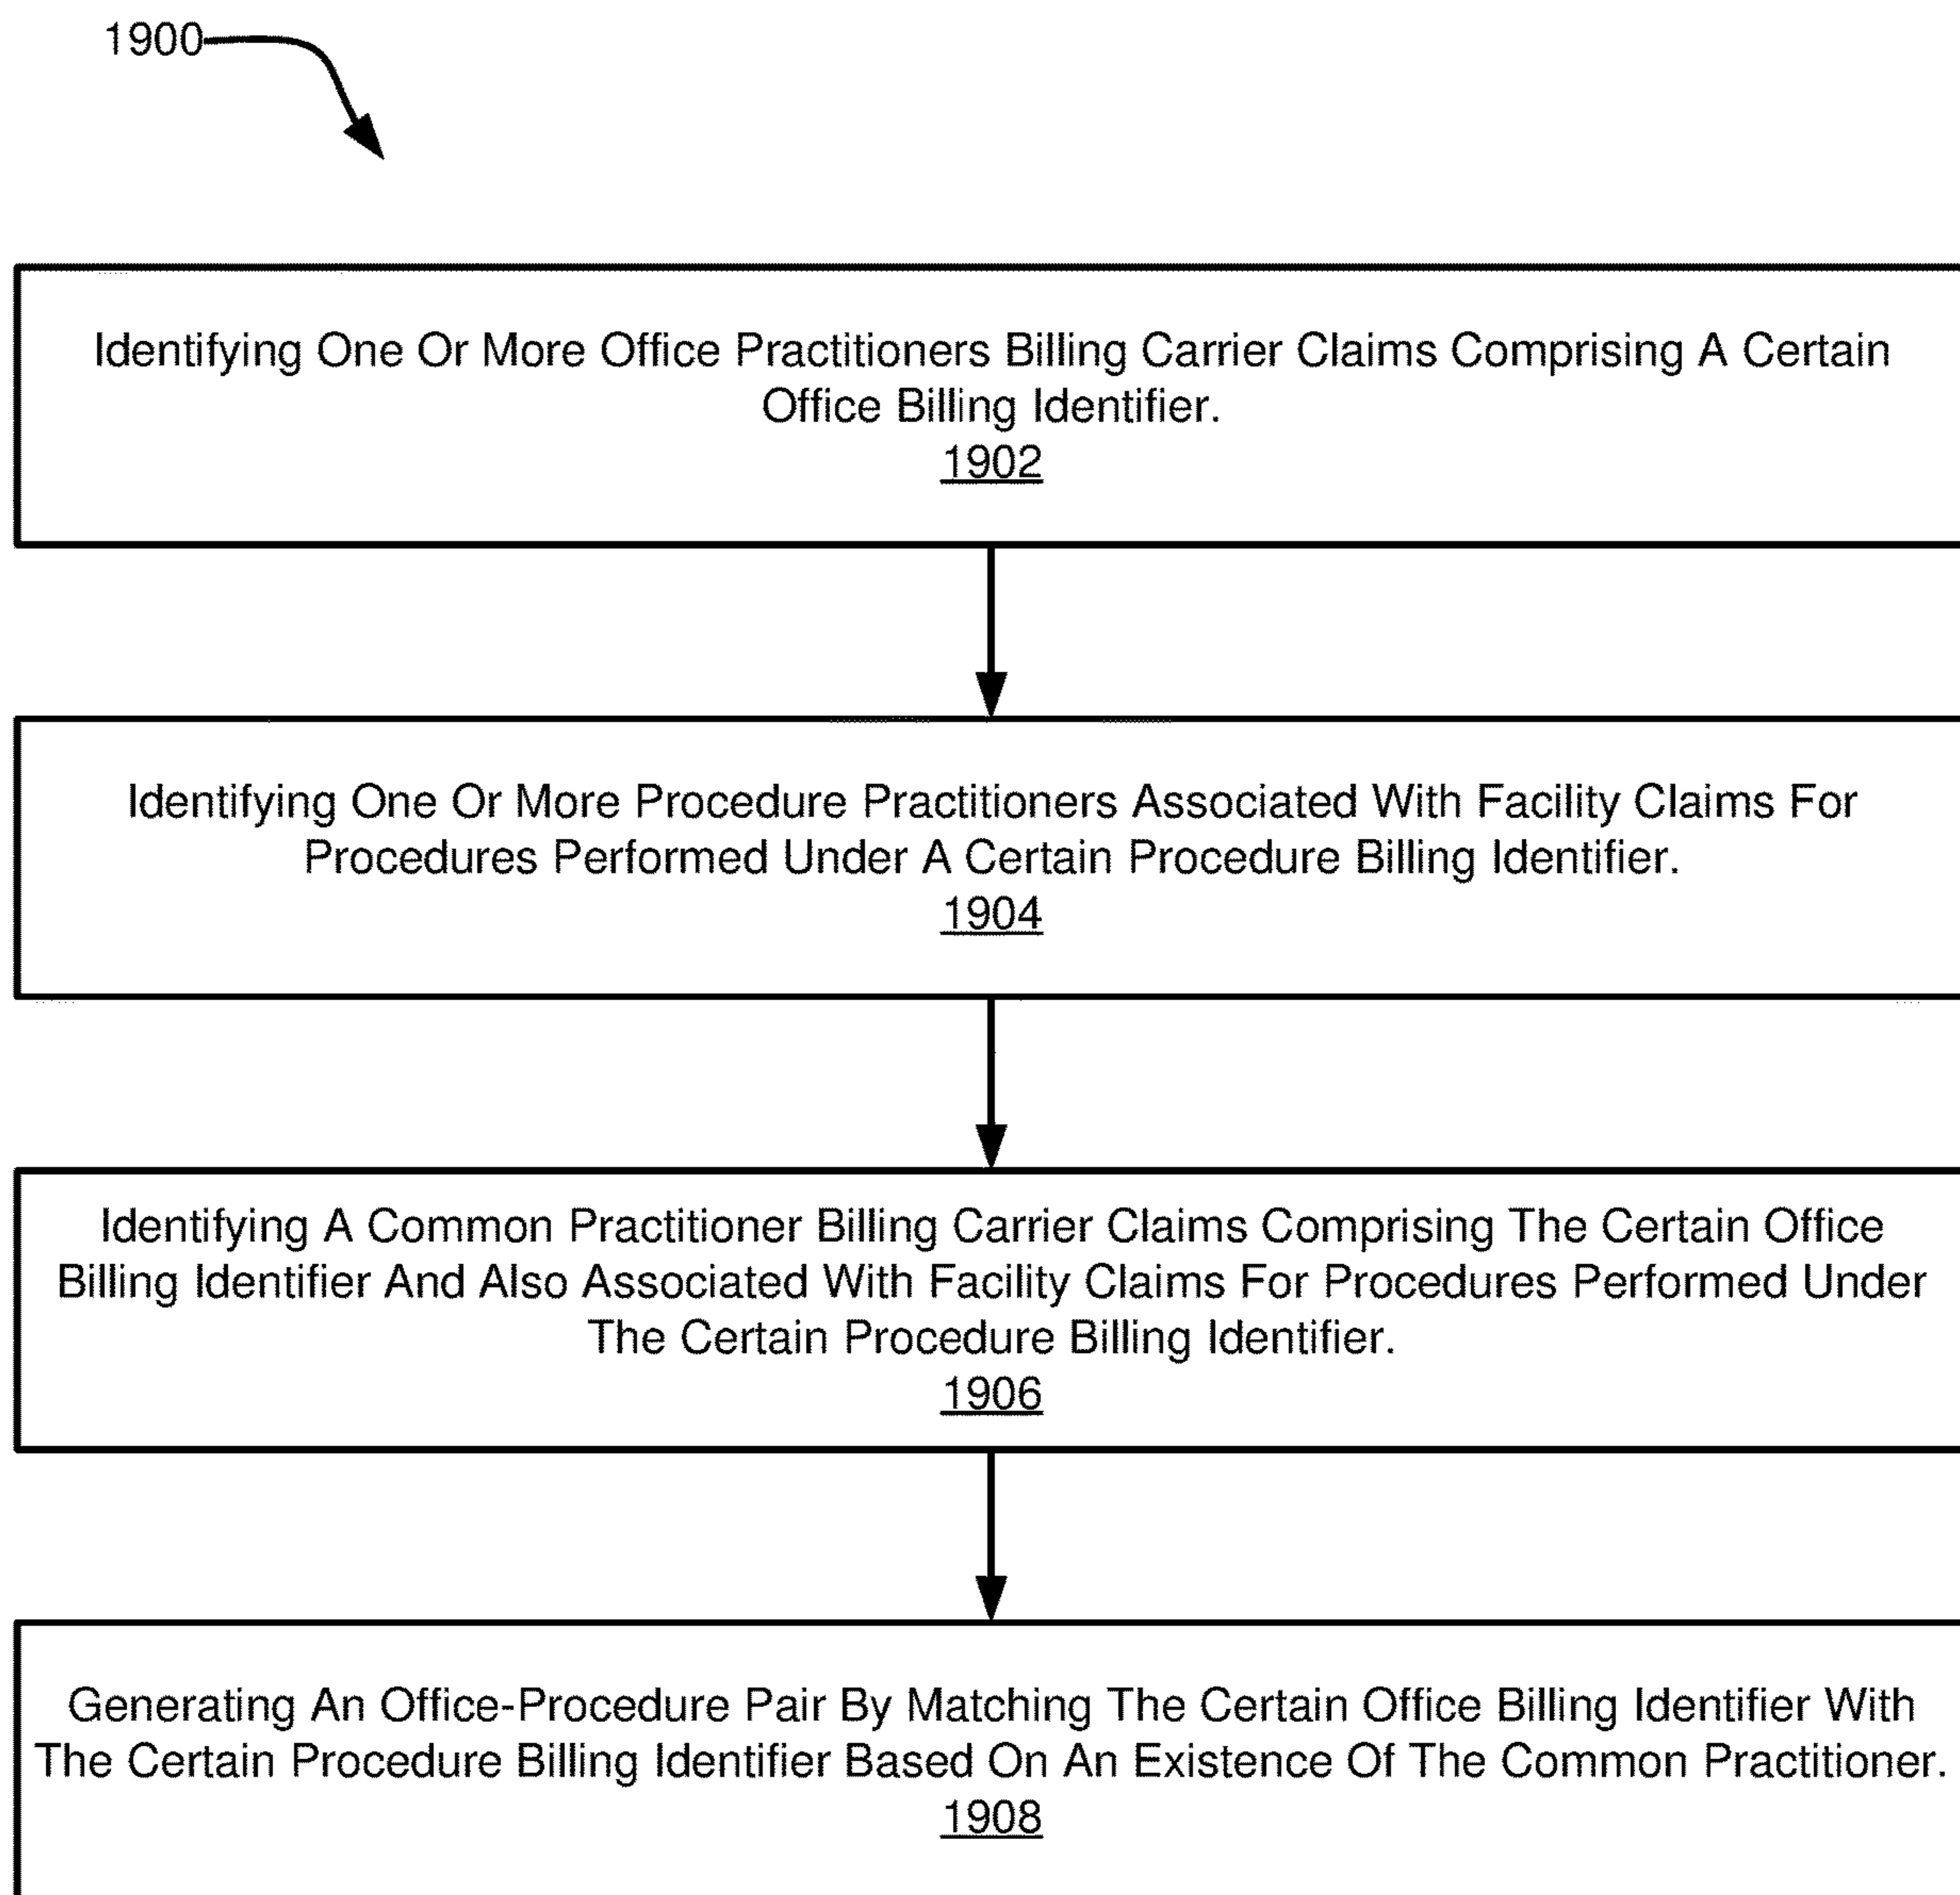 1900
Identifying One Or More Office Practitioners Billing Carrier Claims Comprising A Certain
Office Billing Identifier.
1902
Identifying One Or More Procedure Practitioners Associated With Facility Claims For
Procedures Performed Under A Certain Procedure Billing Identifier.
1904
Identifying A Common Practitioner Billing Carrier Claims Comprising The Certain Office
Billing Identifier And Also Associated With Facility Claims For Procedures Performed Under
The Certain Procedure Billing Identifier.
1906
Generating An Office-Procedure Pair By Matching The Certain Office Billing Identifier With
The Certain Procedure Billing Identifier Based On An Existence Of The Common Practitioner.
1908